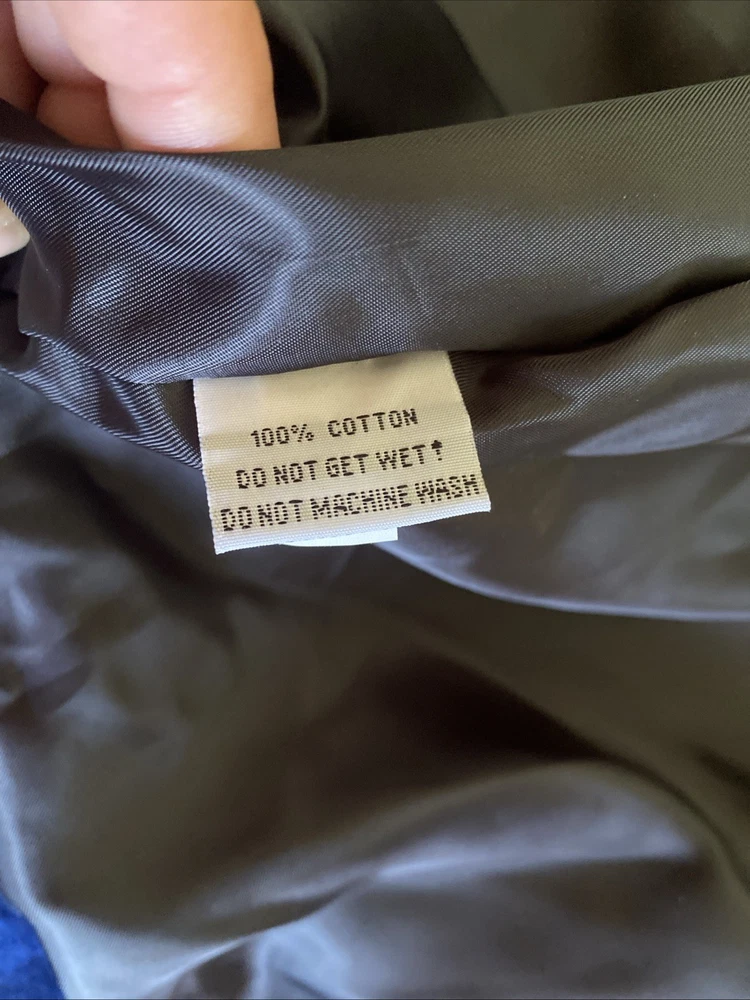 100% COTTON
DO NOT GET WET↑
DO NOT MACHINE WASH